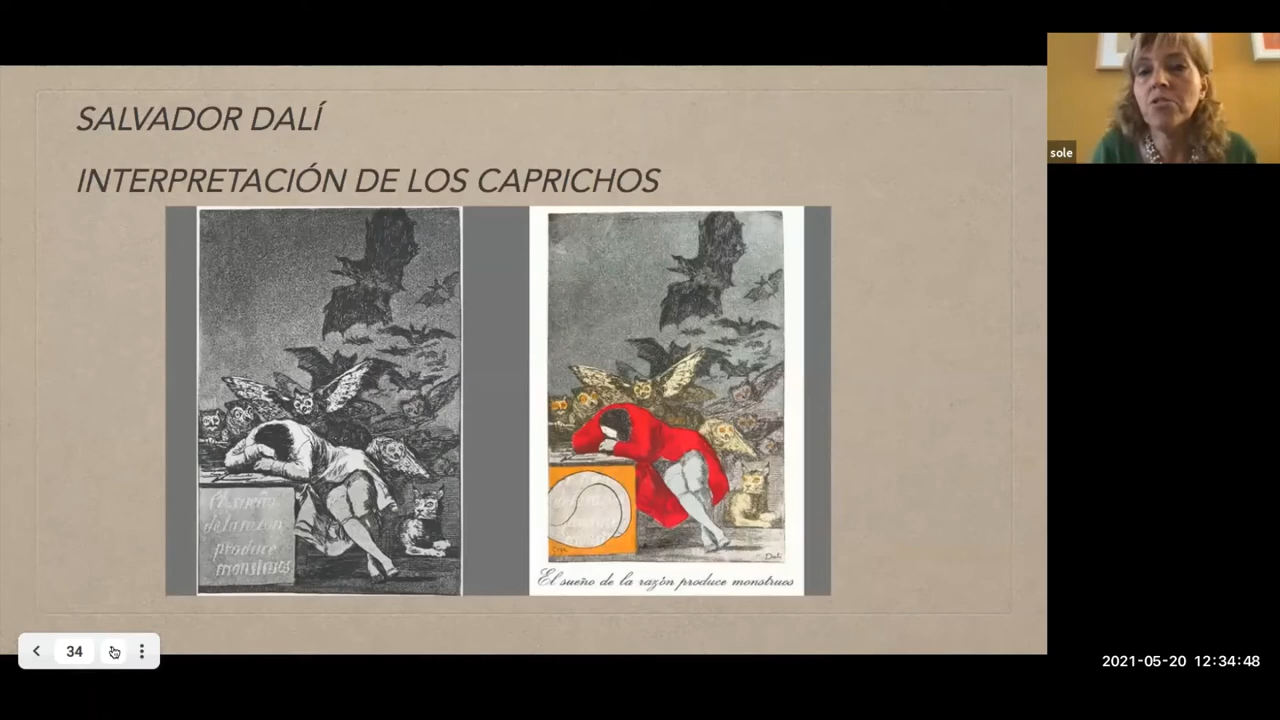 SALVADOR DALÍ
INTERPRETACIÓN DE LOS CAPRICHOS
El sueño
de la razon
produce
monstruos
Dalí
El sueño de la razòn produce monstruos
sole
34
2021-05-20 12:34:48